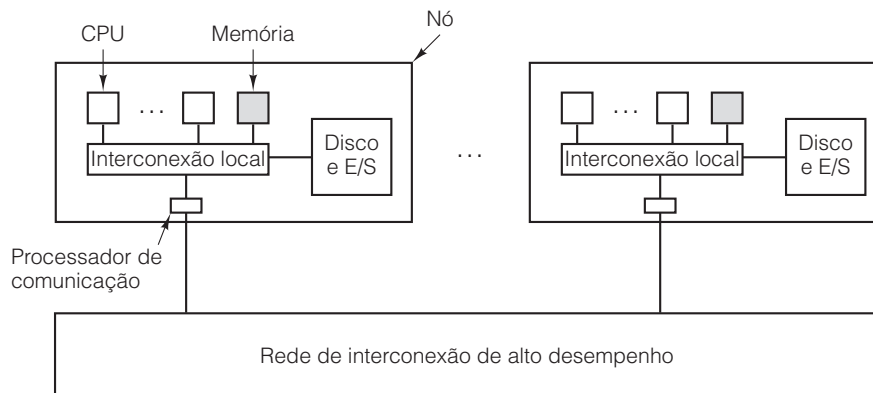 CPU
Memória
Nó
. . .
. . .
Interconexão local
Disco
e E/S
. . .
Interconexão local
Disco
e E/S
Processador de
comunicação
Rede de interconexão de alto desempenho